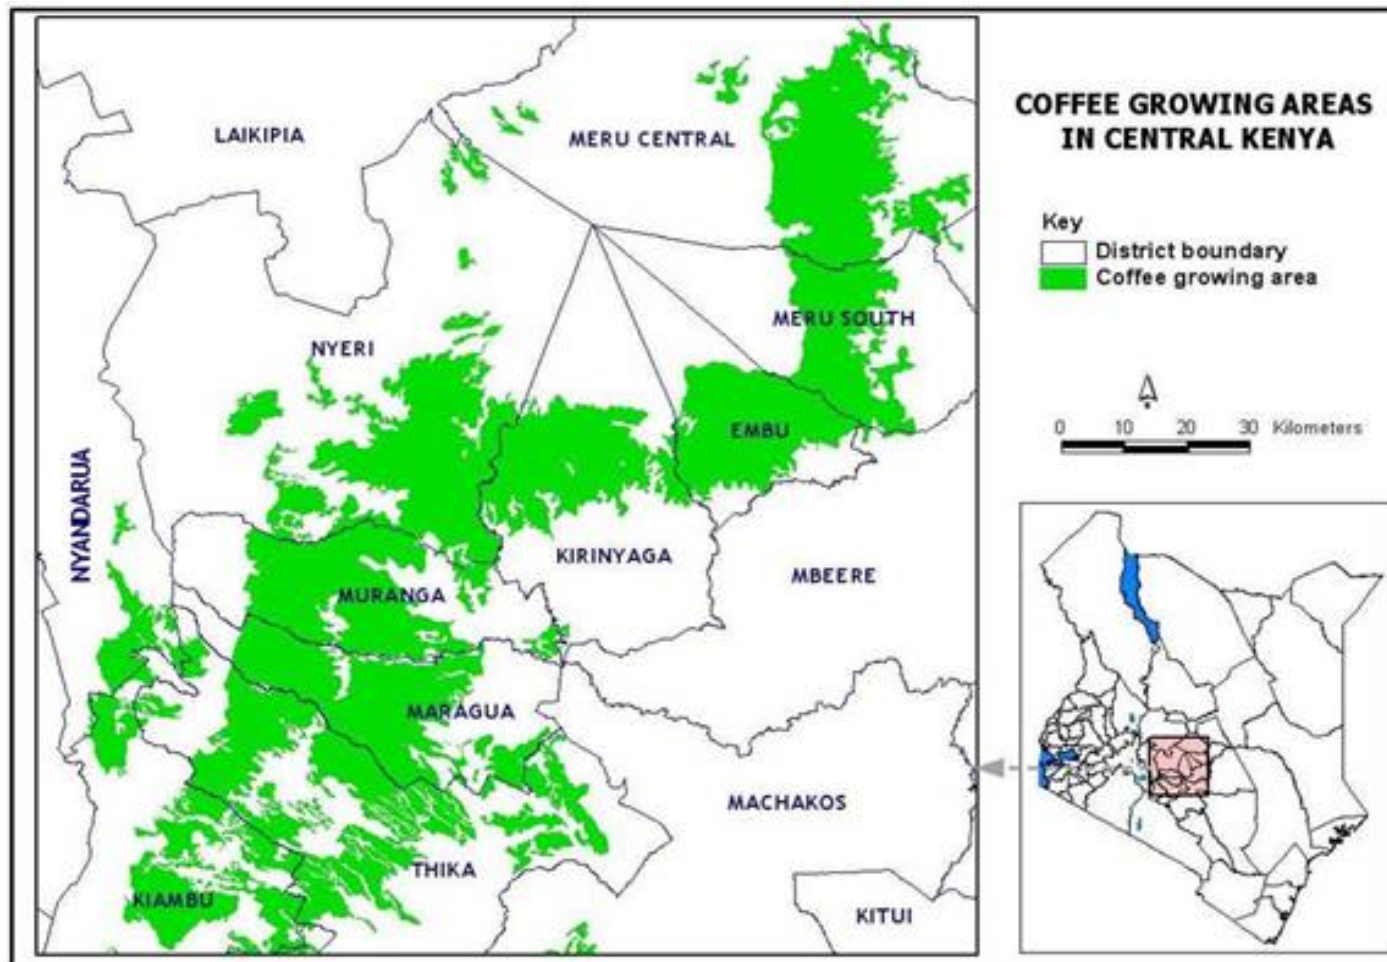 COFFEE GROWING AREAS
IN CENTRAL KENYA
Key
District boundary
Coffee growing area
0 10 20 30 Kilometers
LAIKIPIA
MERU CENTRAL
MERU SOUTH
NYERI
EMBU
NYANDARUA
KIRINYAGA
MBEERE
MURANGA
MARAGUA
MACHAKOS
THIKA
KIAMBU
KITUI